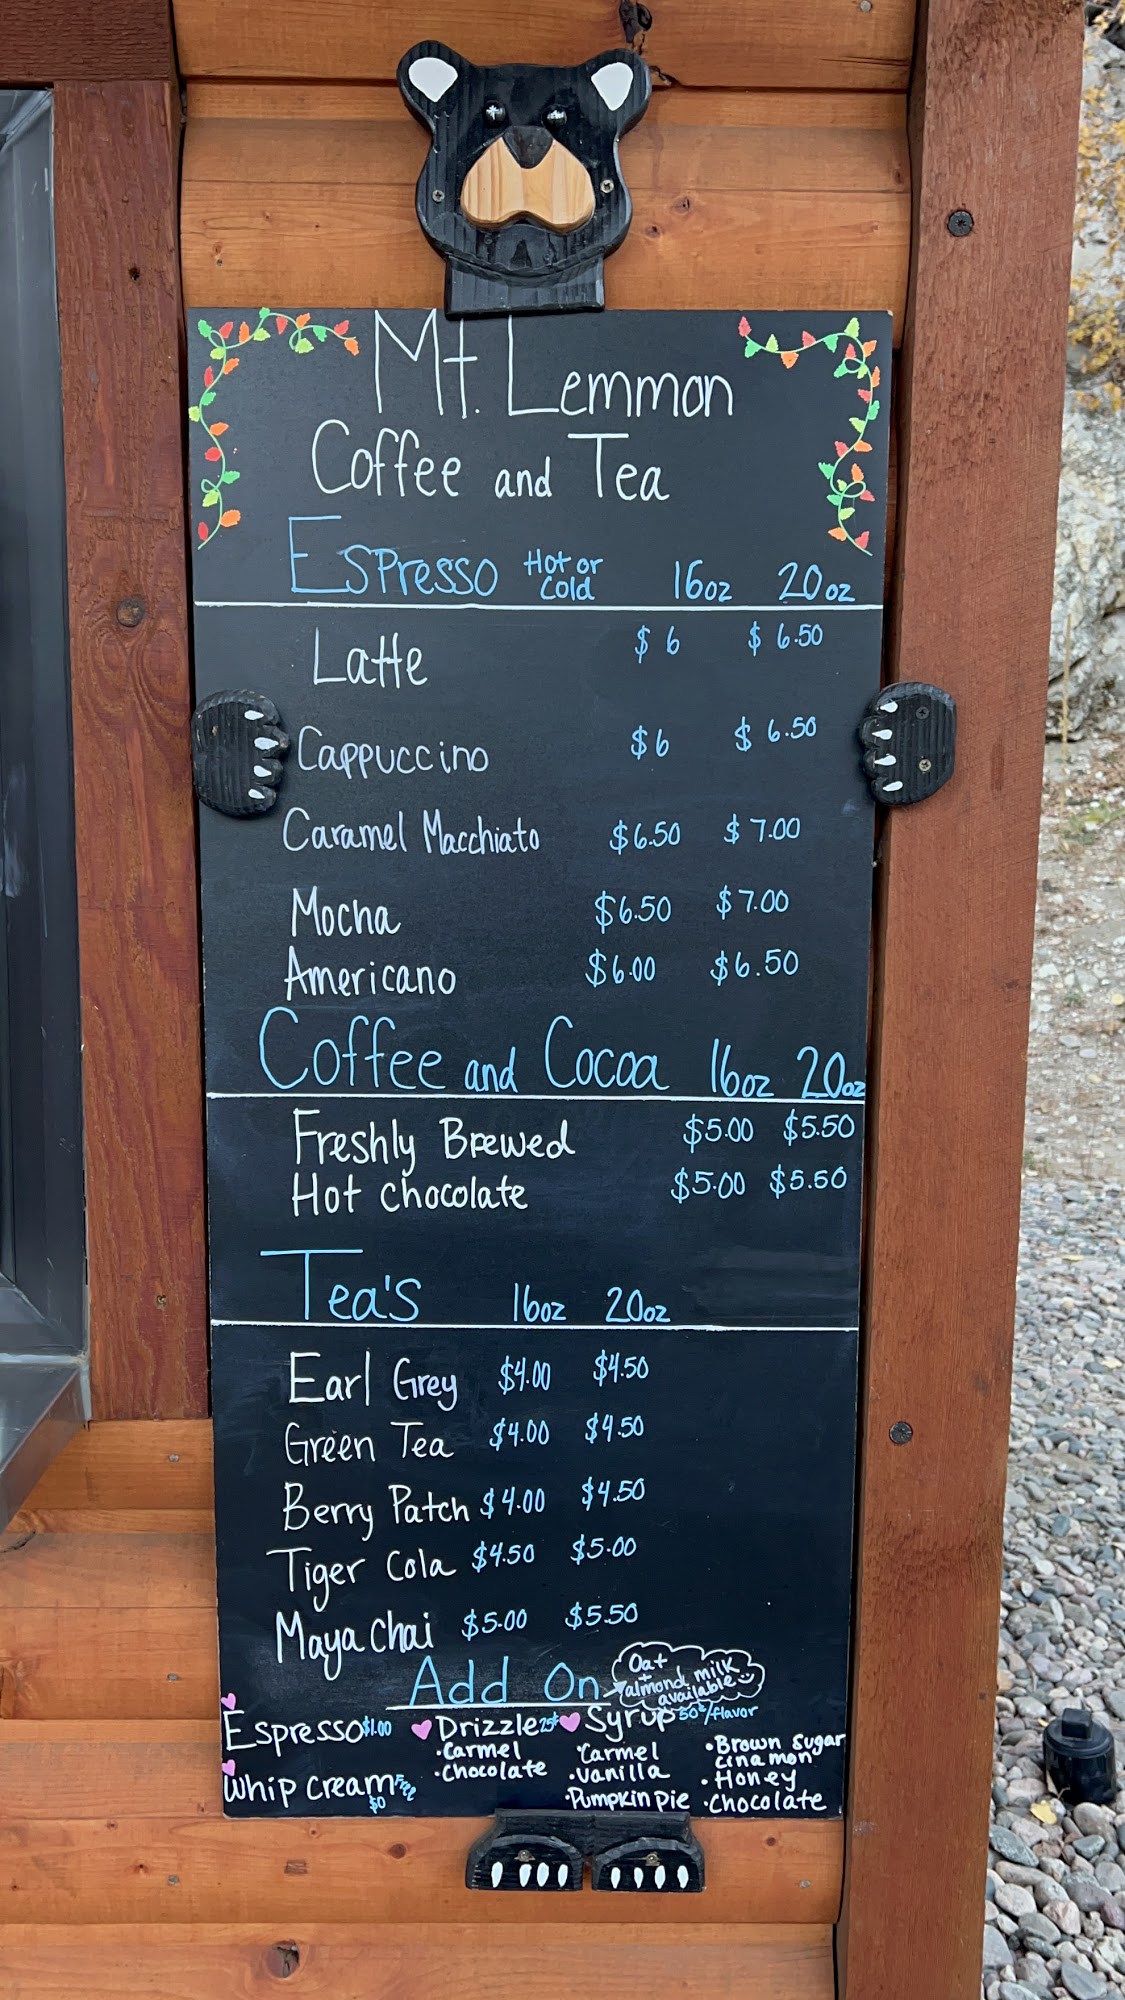 Mt. Lemmon
Coffee and Tea
Espresso Hot or Cold 16oz 20oz
Latte $6 $6.50
Cappuccino $6 $6.50
Caramel Macchiato $6.50 $7.00
Mocha $6.50 $7.00
Americano $6.00 $6.50
Coffee and Cocoa 16oz 20oz
Freshly Brewed $5.00 $5.50
Hot Chocolate $5.00 $5.50
Tea's 16oz 20oz
Earl Grey $4.00 $4.50
Green Tea $4.00 $4.50
Berry Patch $4.00 $4.50
Tiger Cola $4.50 $5.00
Maya Chai $5.00 $5.50
Add On
Oat + almond milk available
Espresso $1.00
Whip cream Free $0
Drizzle 25¢
·Carmel
·Chocolate
Syrup 50¢/flavor
·Carmel
·Vanilla
·Pumpkin pie
·Brown sugar
cinamon
·Honey
·Chocolate